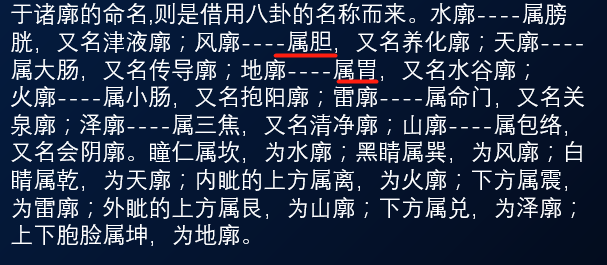 于诸廓的命名,则是借用八卦的名称而来。水廓----属膀
胱，又名津液廓；风廓----属胆，又名养化廓；天廓----
属大肠，又名传导廓；地廓----属胃，又名水谷廓；
火廓----属小肠，又名抱阳廓；雷廓----属命门，又名关
泉廓；泽廓----属三焦，又名清净廓；山廓----属包络，
又名会阴廓。瞳仁属坎，为水廓；黑睛属巽，为风廓；白
睛属乾，为天廓；内眦的上方属离，为火廓；下方属震，
为雷廓；外眦的上方属艮，为山廓；下方属兑，为泽廓；
上下胞脸属坤，为地廓。